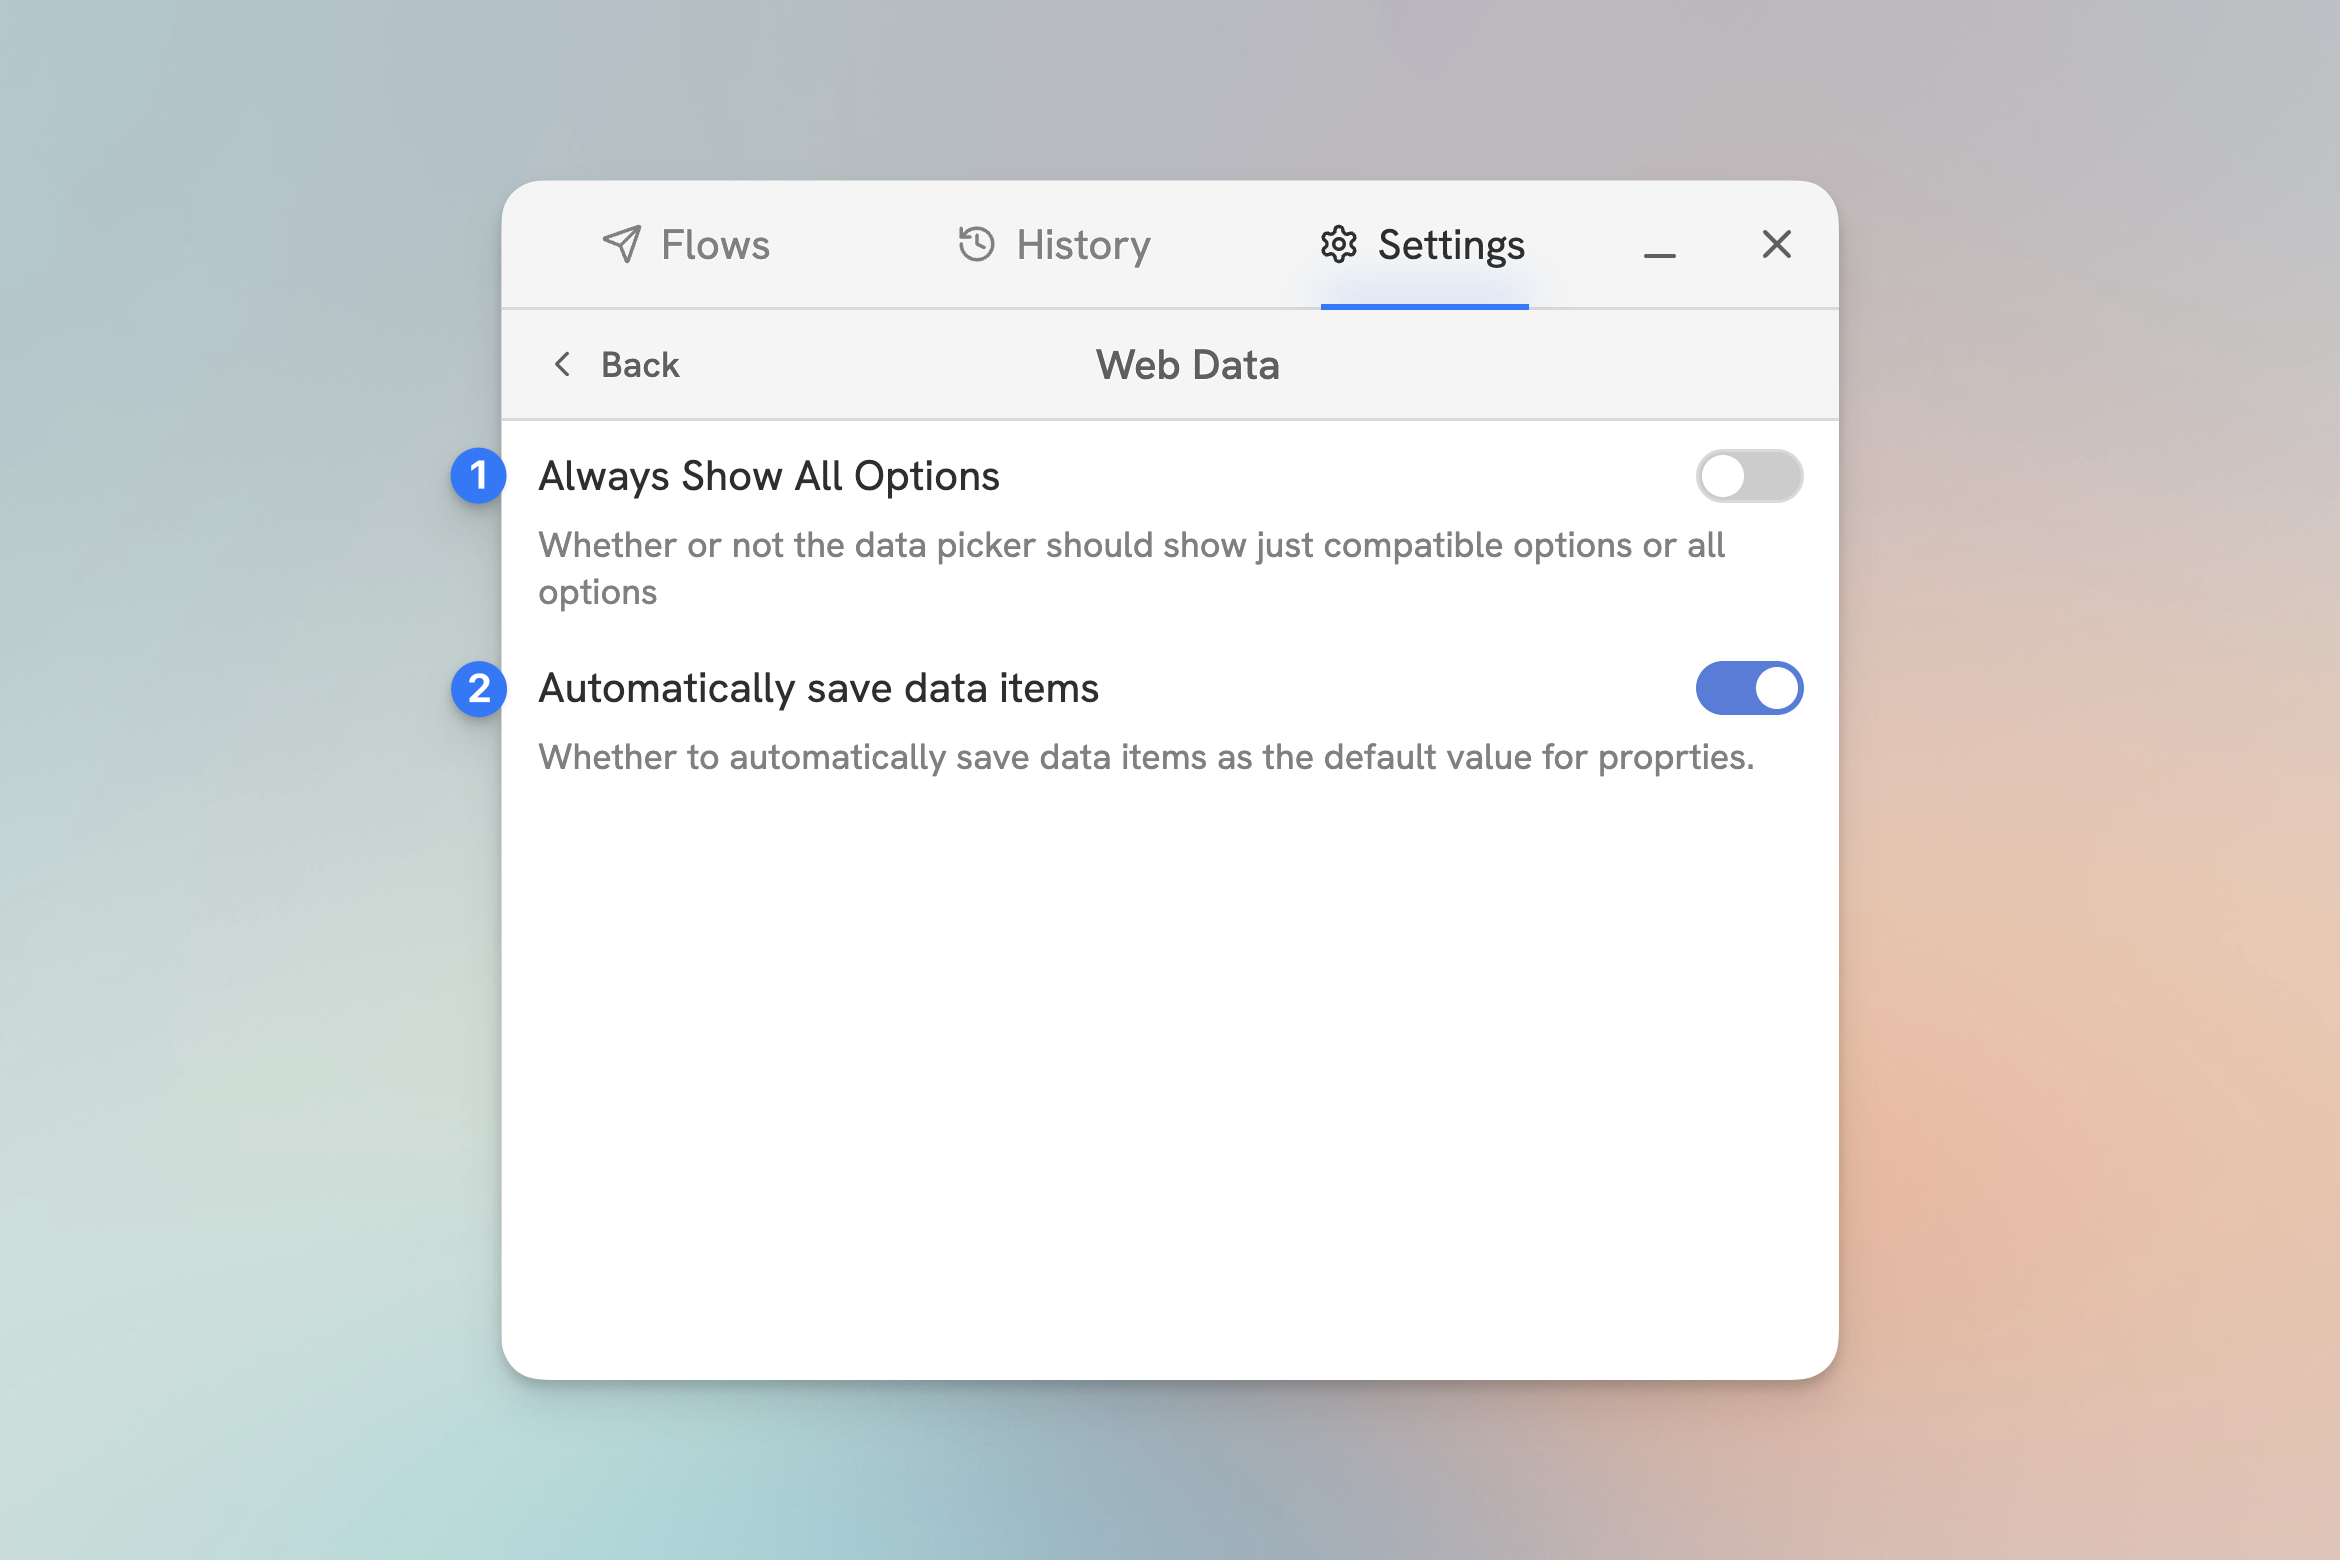 Flows History Settings
Back Web Data
1 Always Show All Options
Whether or not the data picker should show just compatible options or all
options
2 Automatically save data items
Whether to automatically save data items as the default value for proprties.